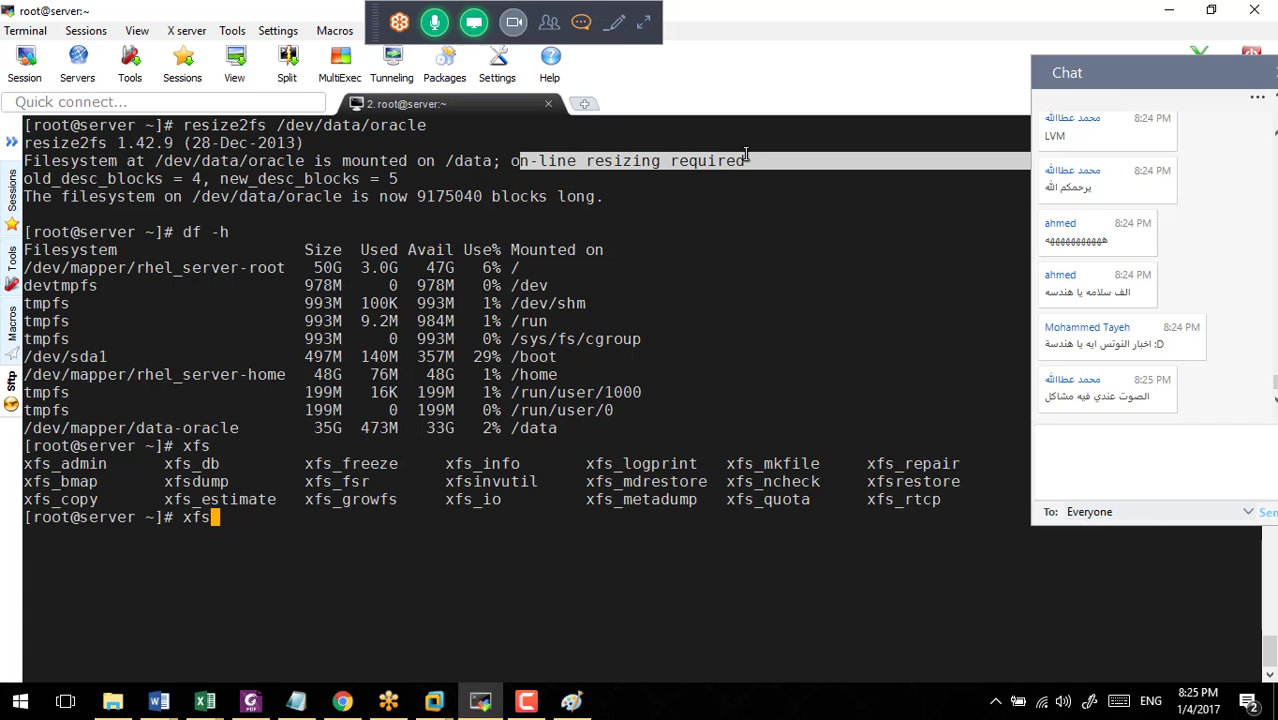 root@server:~
Terminal Sessions View X server Tools Settings Macros
Session Servers Tools Sessions View Split MultiExec Tunneling Packages Settings Help
Quick connect...
2. root@server:~
[root@server ~]# resize2fs /dev/data/oracle
resize2fs 1.42.9 (28-Dec-2013)
Filesystem at /dev/data/oracle is mounted on /data; on-line resizing required
old_desc_blocks = 4, new_desc_blocks = 5
The filesystem on /dev/data/oracle is now 9175040 blocks long.
[root@server ~]# df -h
Filesystem Size Used Avail Use% Mounted on
/dev/mapper/rhel_server-root 50G 3.0G 47G 6% /
devtmpfs 978M 0 978M 0% /dev
tmpfs 993M 100K 993M 1% /dev/shm
tmpfs 993M 9.2M 984M 1% /run
tmpfs 993M 0 993M 0% /sys/fs/cgroup
/dev/sda1 497M 140M 357M 29% /boot
/dev/mapper/rhel_server-home 48G 76M 48G 1% /home
tmpfs 199M 16K 199M 1% /run/user/1000
tmpfs 199M 0 199M 0% /run/user/0
/dev/mapper/data-oracle 35G 473M 33G 2% /data
[root@server ~]# xfs
xfs_admin xfs_db xfs_freeze xfs_info xfs_logprint xfs_mkfile xfs_repair
xfs_bmap xfsdump xfs_fsr xfsinvutil xfs_mdrestore xfs_ncheck xfsrestore
xfs_copy xfs_estimate xfs_growfs xfs_io xfs_metadump xfs_quota xfs_rtcp
[root@server ~]# xfs
Sessions
Tools
Macros
Sftp
Chat
محمد عطاالله 8:24 PM
LVM
محمد عطاالله 8:24 PM
يرحمكم الله
ahmed 8:24 PM
ahmed 8:24 PM
الف سلامه يا هندسه
Mohammed Tayeh 8:24 PM
اخبار النوتس ايه يا هندسة :D
محمد عطاالله 8:25 PM
الصوت عندي فيه مشاكل
To: Everyone
ENG
8:25 PM
1/4/2017
2